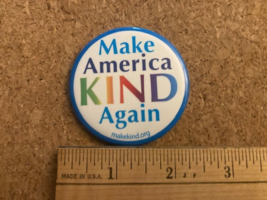 Make
America
KIND
Again
makekind.org
MADE IN U.S.A. 1 2 3